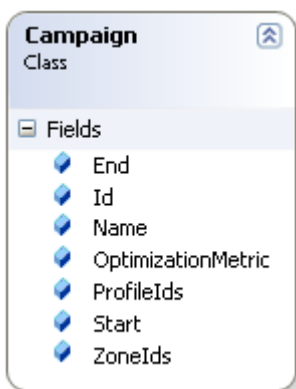 Campaign
Class
Fields
End
Id
Name
OptimizationMetric
ProfileIds
Start
ZoneIds